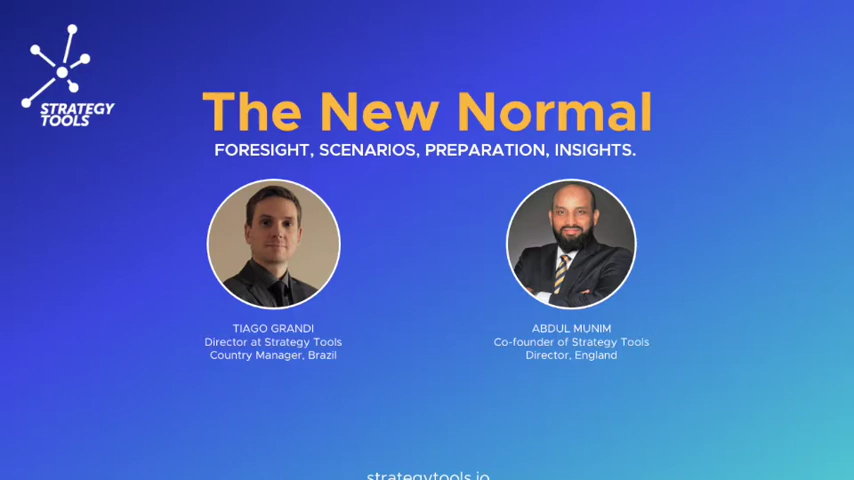 STRATEGY
TOOLS
The New Normal
FORESIGHT, SCENARIOS, PREPARATION, INSIGHTS.
TIAGO GRANDI
Director at Strategy Tools
Country Manager, Brazil
ABDUL MUNIM
Co-founder of Strategy Tools
Director, England
strategytools.io